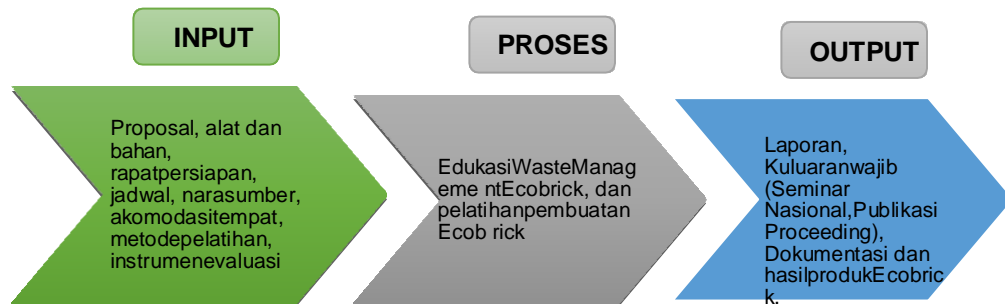 INPUT
Proposal, alat dan
bahan,
rapatpersiapan,
jadwal, narasumber,
akomodasitempat,
metodepelatihan,
instrumenevaluasi
PROSES
EdukasiWasteManag
eme ntEcobrick, dan
pelatihanpembuatan
Ecob rick
OUTPUT
Laporan,
Kuluaranwajib
(Seminar
Nasional,Publikasi
Proceeding),
Dokumentasi dan
hasilprodukEcobric
k.